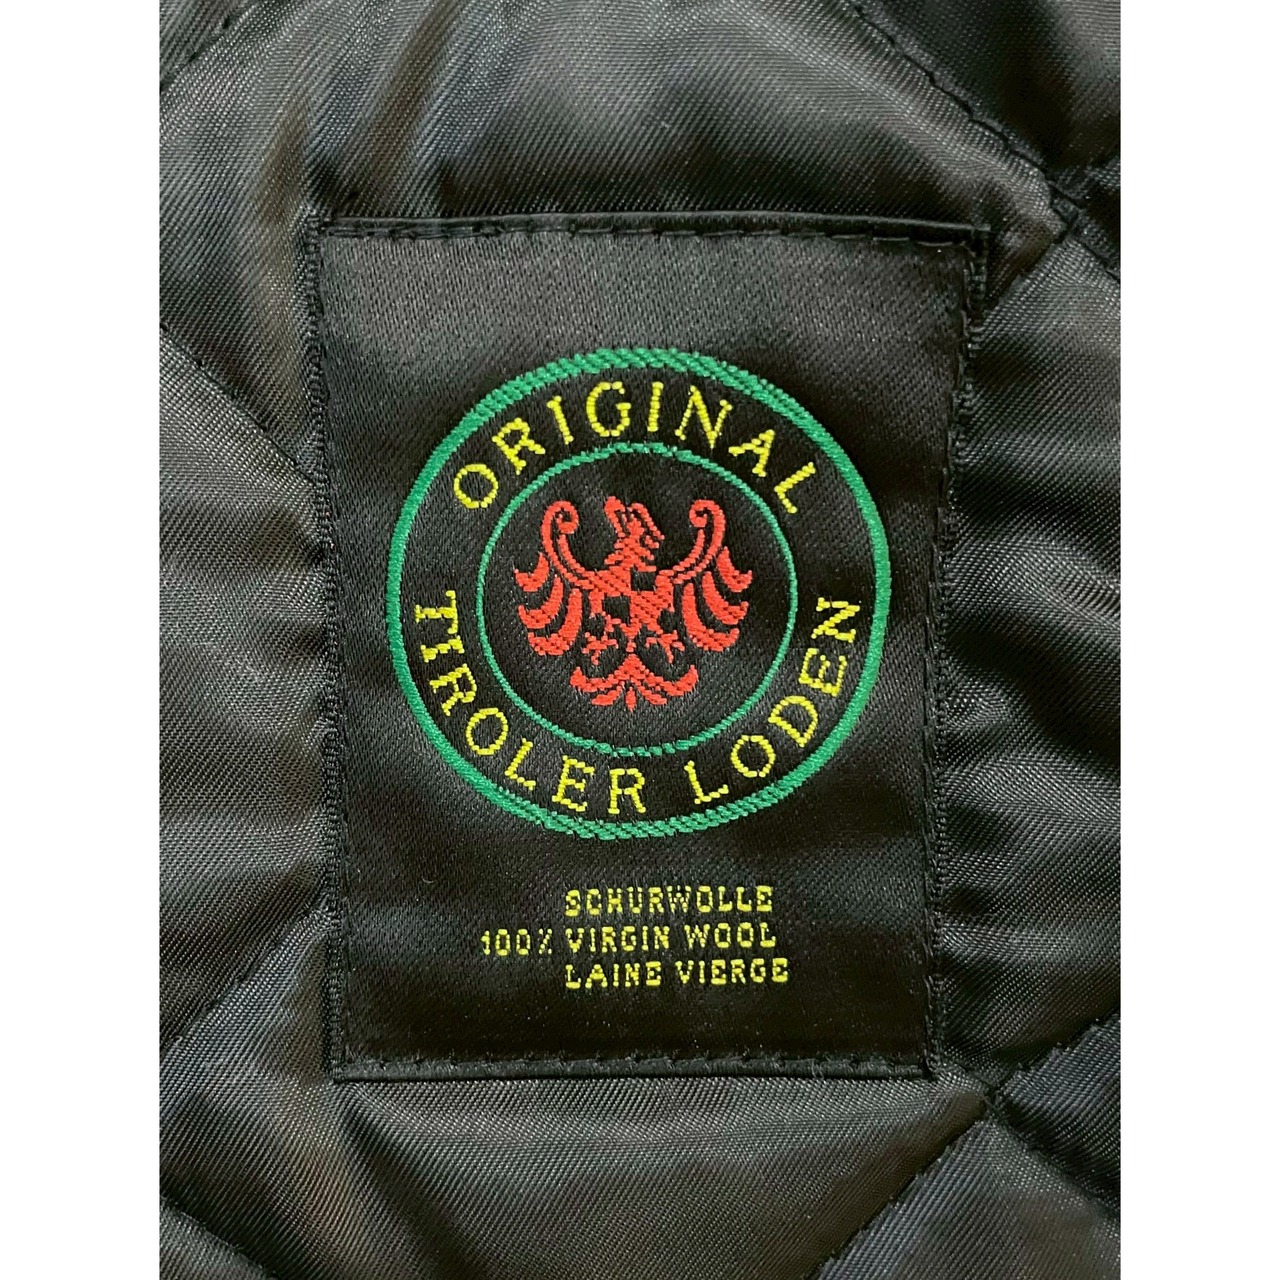 ORIGINAL
TIROLER LODEN
SCHURWOLLE
100% VIRGIN WOOL
LAINE VIERGE